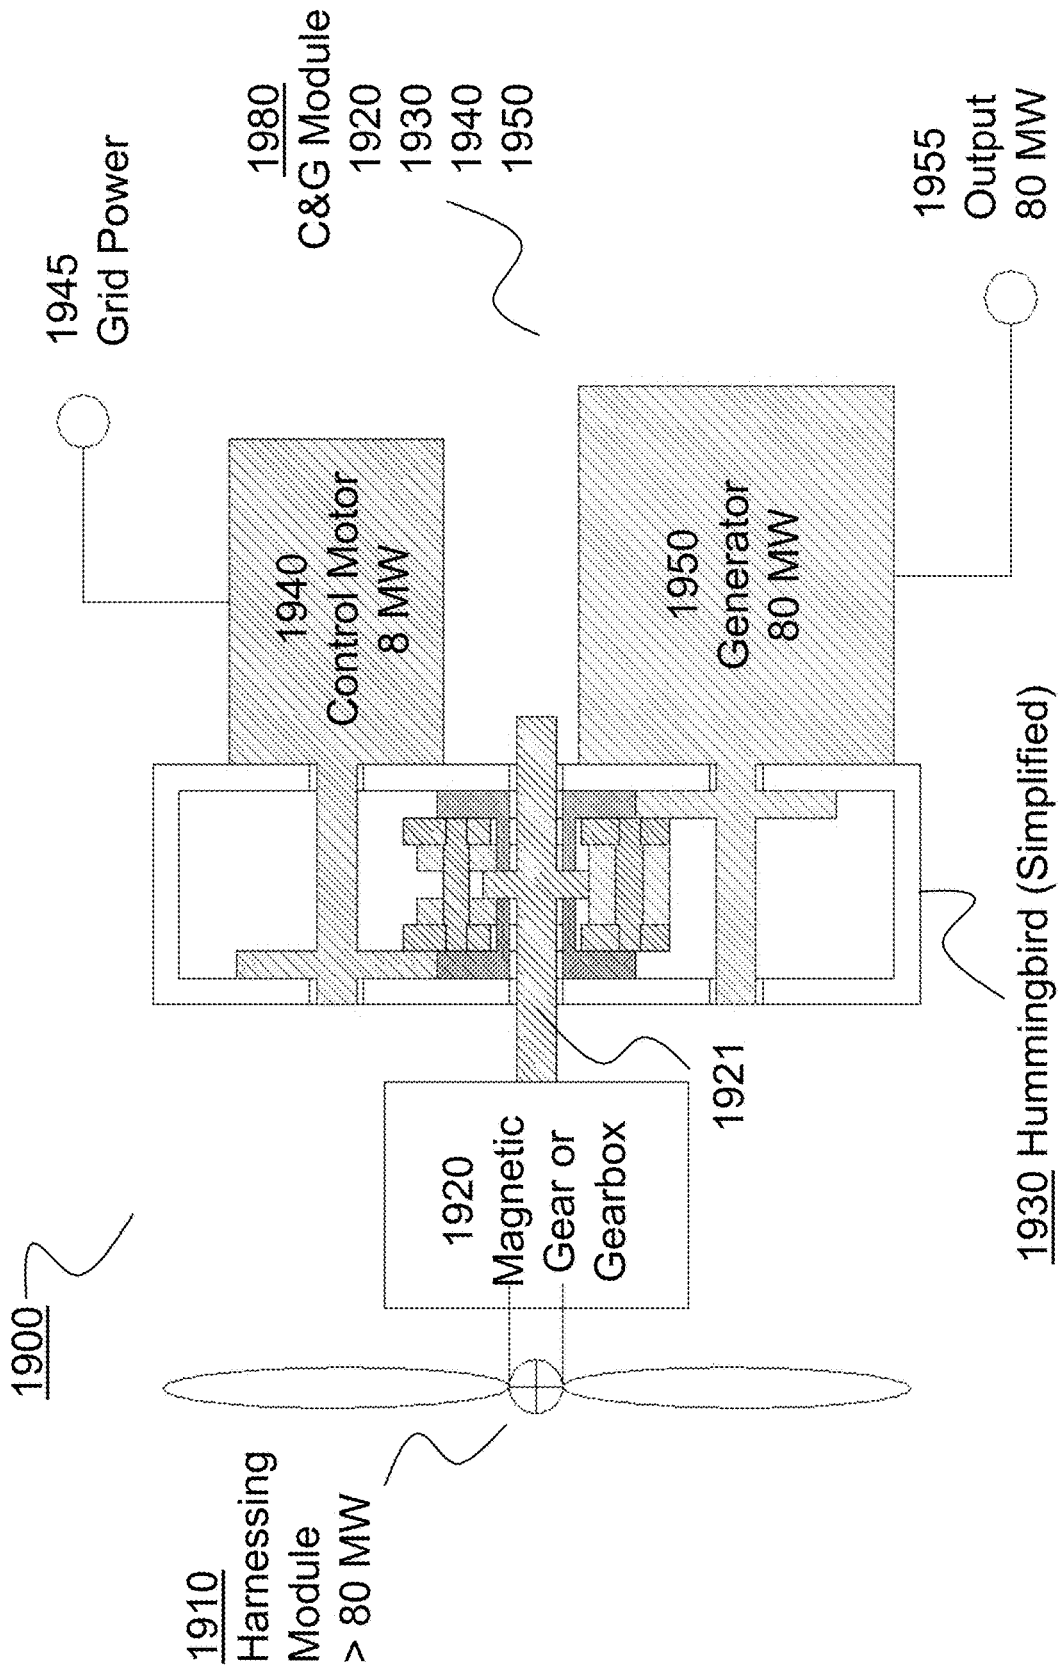 1900
1910
Harnessing
Module
> 80 MW
1920
Magnetic
Gear or
Gearbox
1921
1930 Hummingbird (Simplified)
1940
Control Motor
8 MW
1945
Grid Power
1950
Generator
80 MW
1955
Output
80 MW
1980
C&G Module
1920
1930
1940
1950